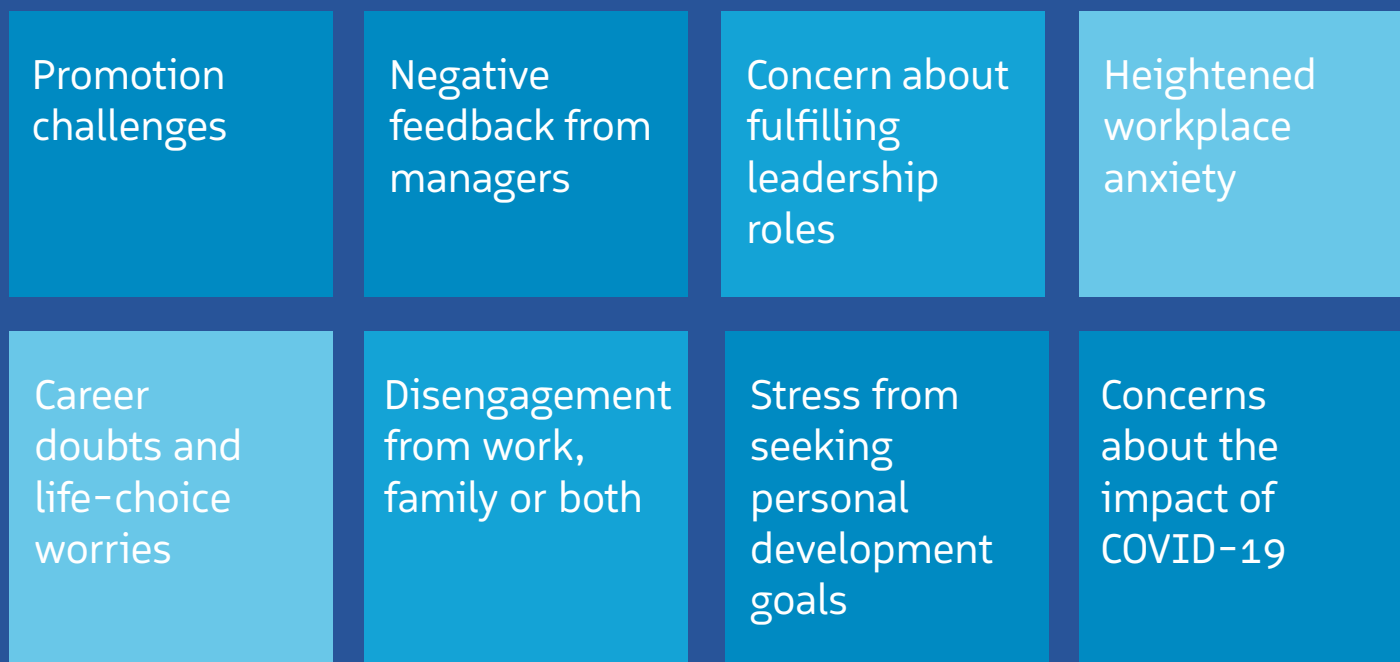 Promotion
challenges
Negative
feedback from
managers
Concern about
fulfilling
leadership
roles
Heightened
workplace
anxiety
Career
doubts and
life-choice
worries
Disengagement
from work,
family or both
Stress from
seeking
personal
development
goals
Concerns
about the
impact of
COVID-19